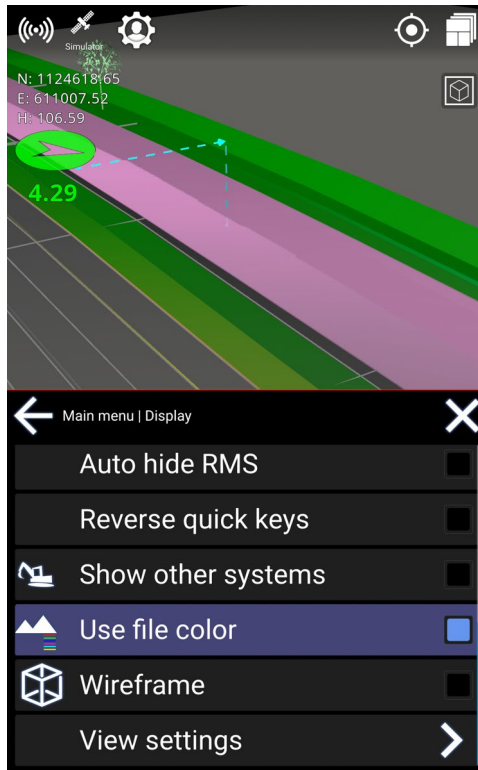 Simulator
N: 1124618.65
E: 611007.52
H: 106.59
4.29
Main menu | Display
Auto hide RMS
Reverse quick keys
Show other systems
Use file color
Wireframe
View settings